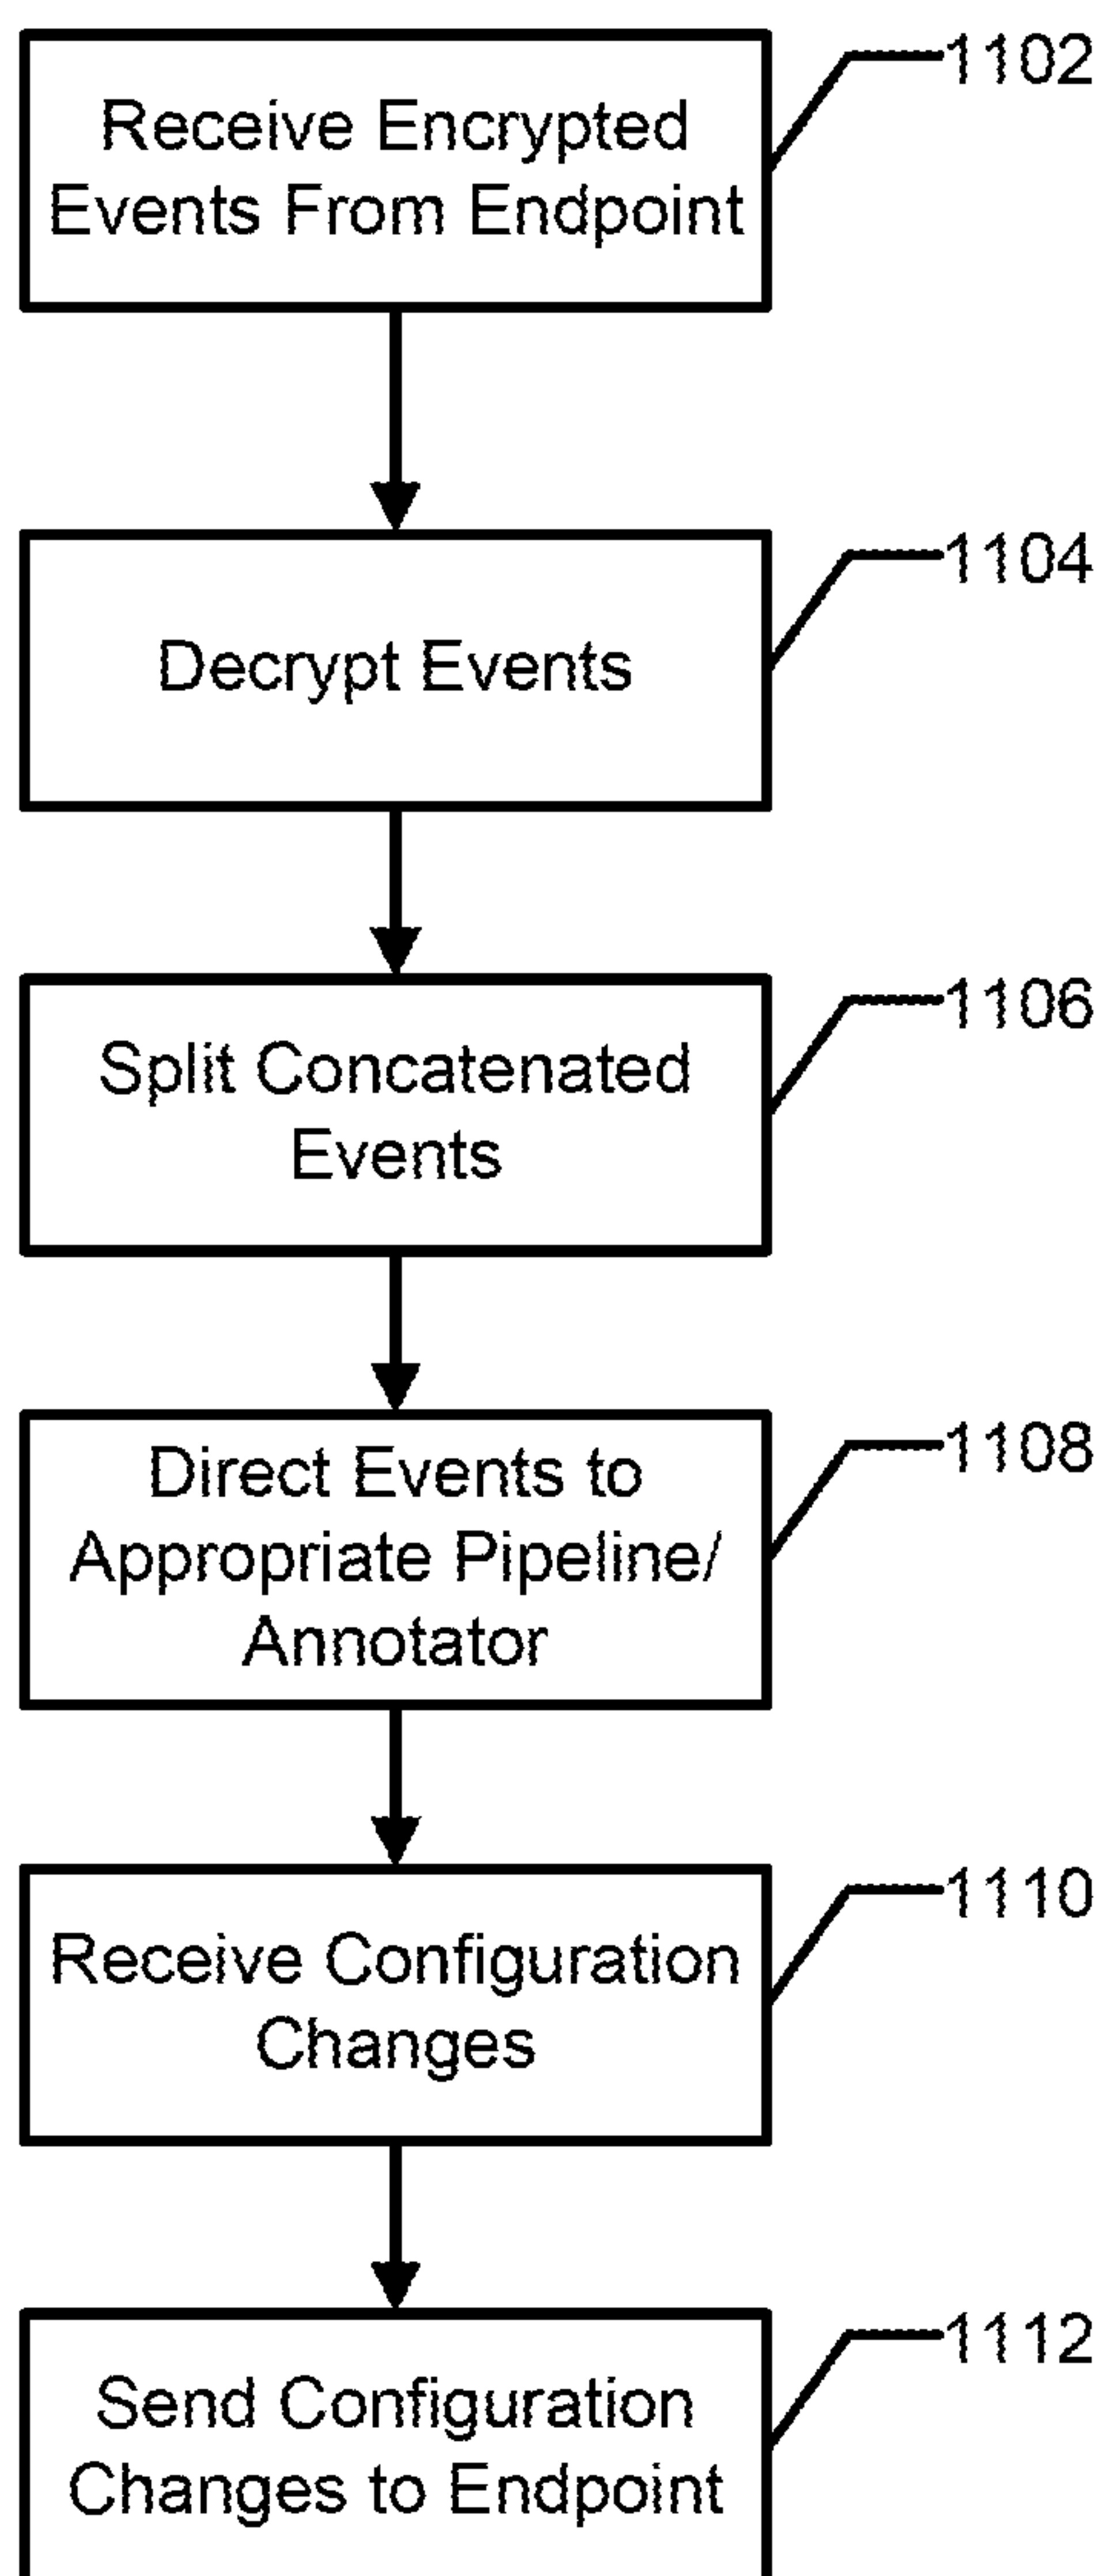 Receive Encrypted
Events From Endpoint
1102
Decrypt Events
1104
Split Concatenated
Events
1106
Direct Events to
Appropriate Pipeline/
Annotator
1108
Receive Configuration
Changes
1110
Send Configuration
Changes to Endpoint
1112